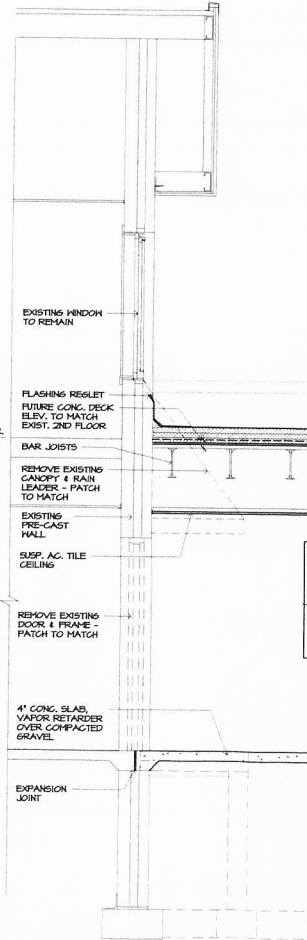 EXISTING WINDOW
TO REMAIN
FLASHING REGLET
FUTURE CONC. DECK
ELEV. TO MATCH
EXIST. 2ND FLOOR
BAR JOISTS
REMOVE EXISTING
CANOPY & RAIN
LEADER - PATCH
TO MATCH
EXISTING
PRE-CAST
WALL
SUSP. AC. TILE
CEILING
REMOVE EXISTING
DOOR & FRAME -
PATCH TO MATCH
4" CONC. SLAB,
VAPOR RETARDER
OVER COMPACTED
GRAVEL
EXPANSION
JOINT